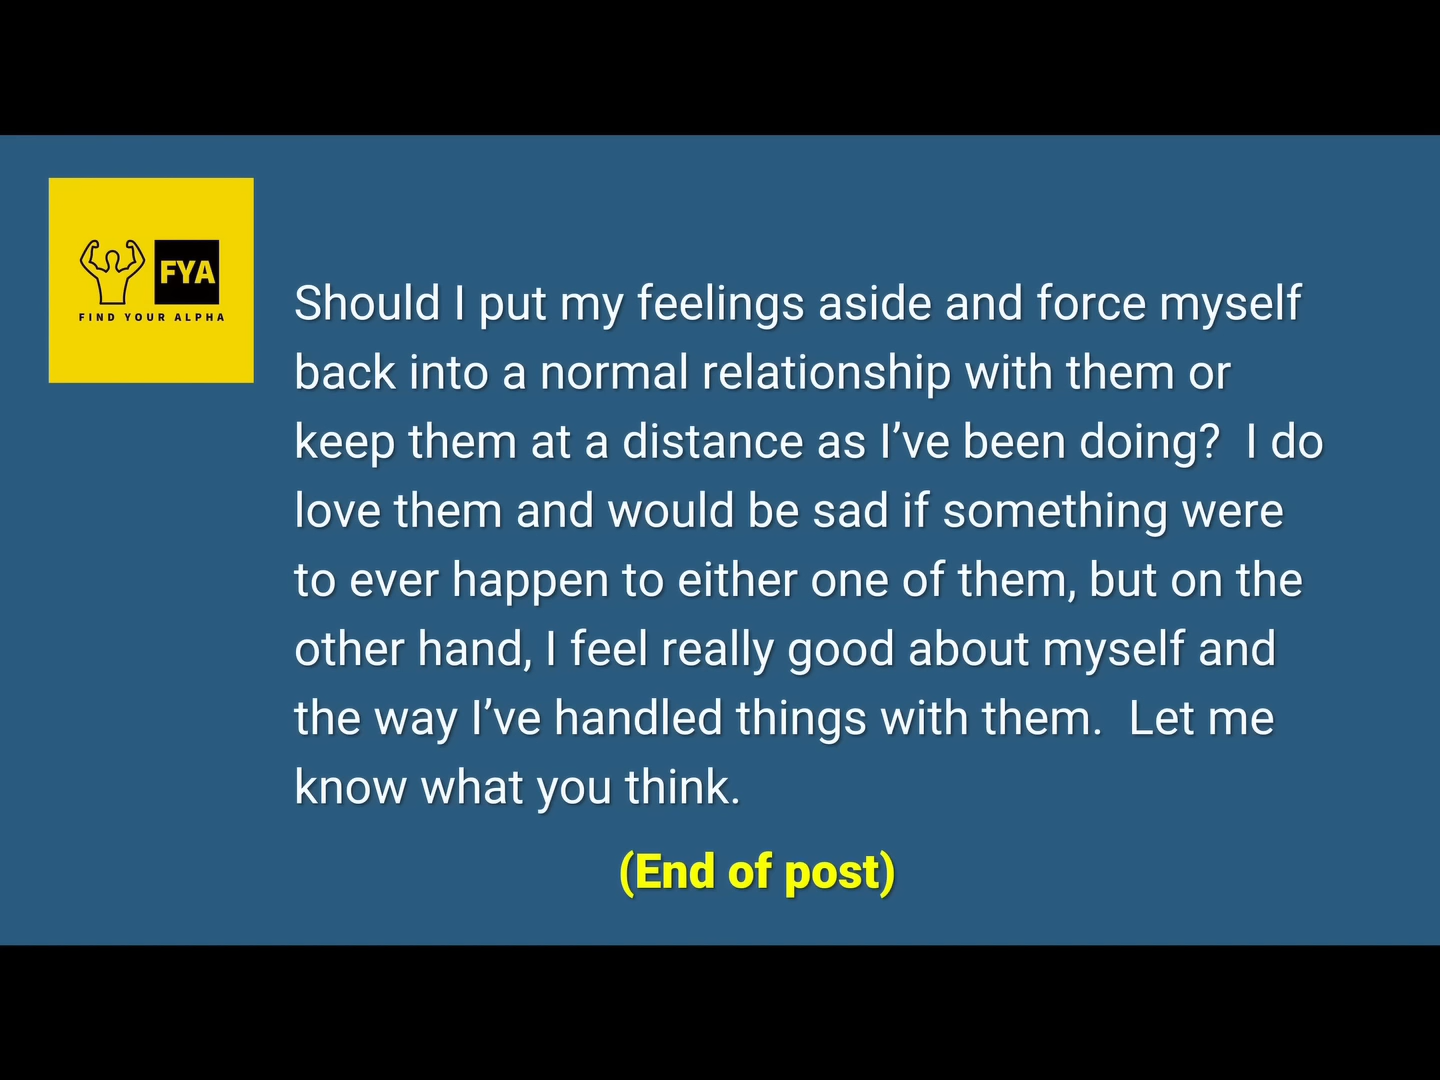 FYA
FIND YOUR ALPHA
Should I put my feelings aside and force myself
back into a normal relationship with them or
keep them at a distance as I’ve been doing?  I do
love them and would be sad if something were
to ever happen to either one of them, but on the
other hand, I feel really good about myself and
the way I’ve handled things with them.  Let me
know what you think.
(End of post)